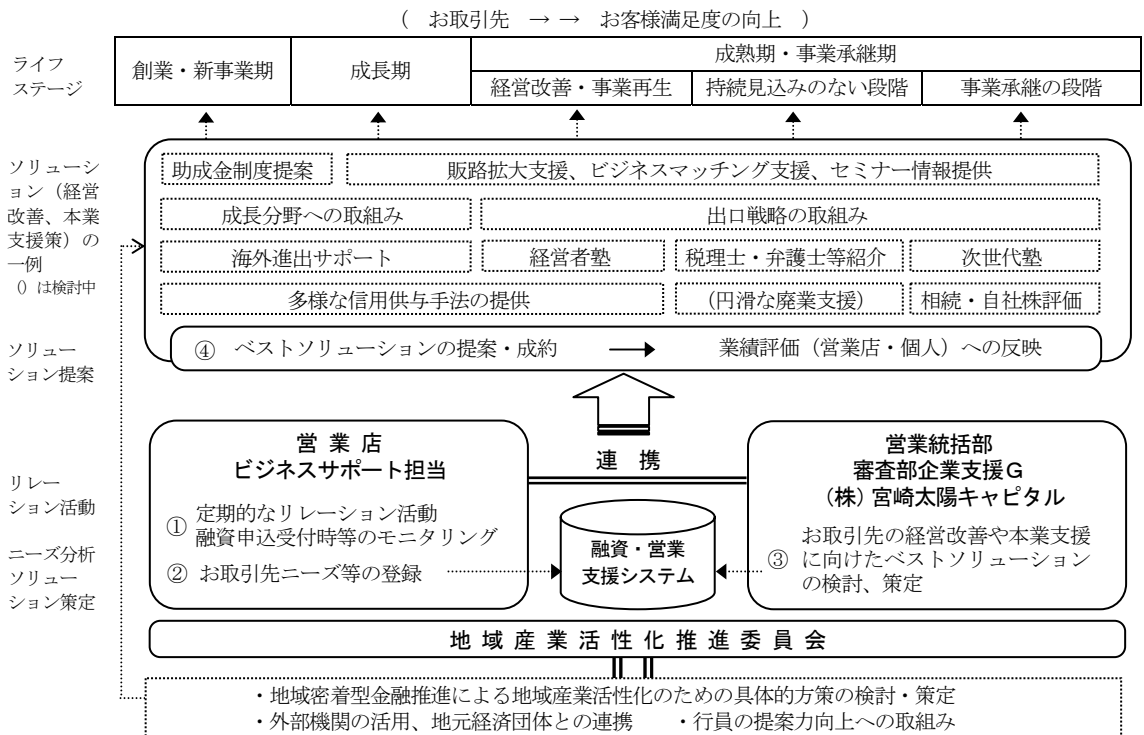 （　お取引先　→ →　お客様満足度の向上　）
ライフ
ステージ
創業・新事業期
成長期
成熟期・事業承継期
経営改善・事業再生
持続見込みのない段階
事業承継の段階
ソリューシ
ョン（経営
改善、本業
支援策）の
一例
（）は検討中
助成金制度提案
販路拡大支援、ビジネスマッチング支援、セミナー情報提供
成長分野への取組み
出口戦略の取組み
海外進出サポート
経営者塾
税理士・弁護士等紹介
次世代塾
多様な信用供与手法の提供
（円滑な廃業支援）
相続・自社株評価
ソリュー
ション提案
④　ベストソリューションの提案・成約　→　業績評価（営業店・個人）への反映
リレー
ション活動
営 業 店
ビジネスサポート担当
① 定期的なリレーション活動
融資申込受付時等のモニタリング
② お取引先ニーズ等の登録
連　携
融資・営業
支援システム
営業統括部
審査部企業支援Ｇ
（株）宮崎太陽キャピタル
お取引先の経営改善や本業支援
③ に向けたベストソリューション
の検討、策定
ニーズ分析
ソリュー
ション策定
地 域 産 業 活 性 化 推 進 委 員 会
・地域密着型金融推進による地域産業活性化のための具体的方策の検討・策定
・外部機関の活用、地元経済団体との連携　　・行員の提案力向上への取組み